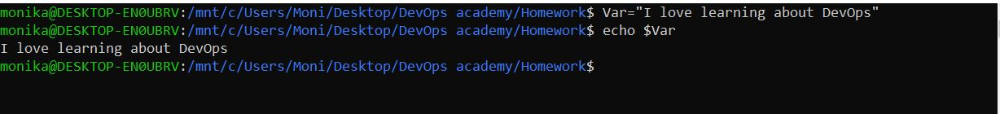 monika@DESKTOP-EN0UBRV:/mnt/c/Users/Moni/Desktop/DevOps academy/Homework$ Var="I love learning about DevOps"
monika@DESKTOP-EN0UBRV:/mnt/c/Users/Moni/Desktop/DevOps academy/Homework$ echo $Var
I love learning about DevOps
monika@DESKTOP-EN0UBRV:/mnt/c/Users/Moni/Desktop/DevOps academy/Homework$